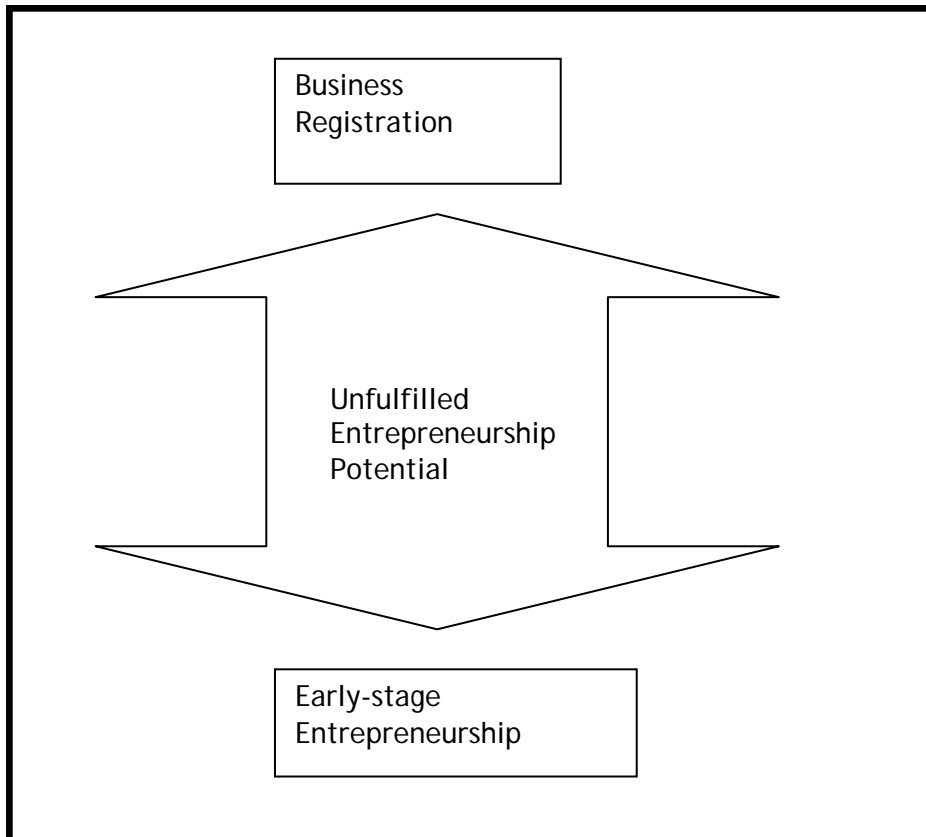 Business
Registration
Unfulfilled
Entrepreneurship
Potential
Early-stage
Entrepreneurship